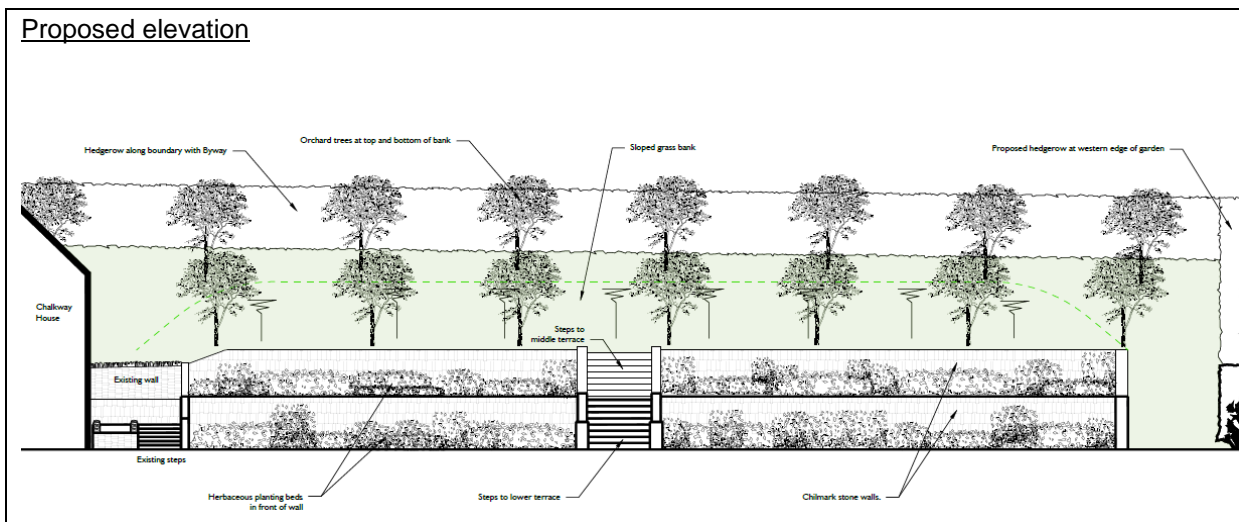 Proposed elevation
Hedgerow along boundary with Byway
Orchard trees at top and bottom of bank
Sloped grass bank
Proposed hedgerow at western edge of garden
Chalkway
House
Steps to
middle terrace
Existing wall
Existing steps
Herbaceous planting beds
in front of wall
Steps to lower terrace
Chilmark stone walls.